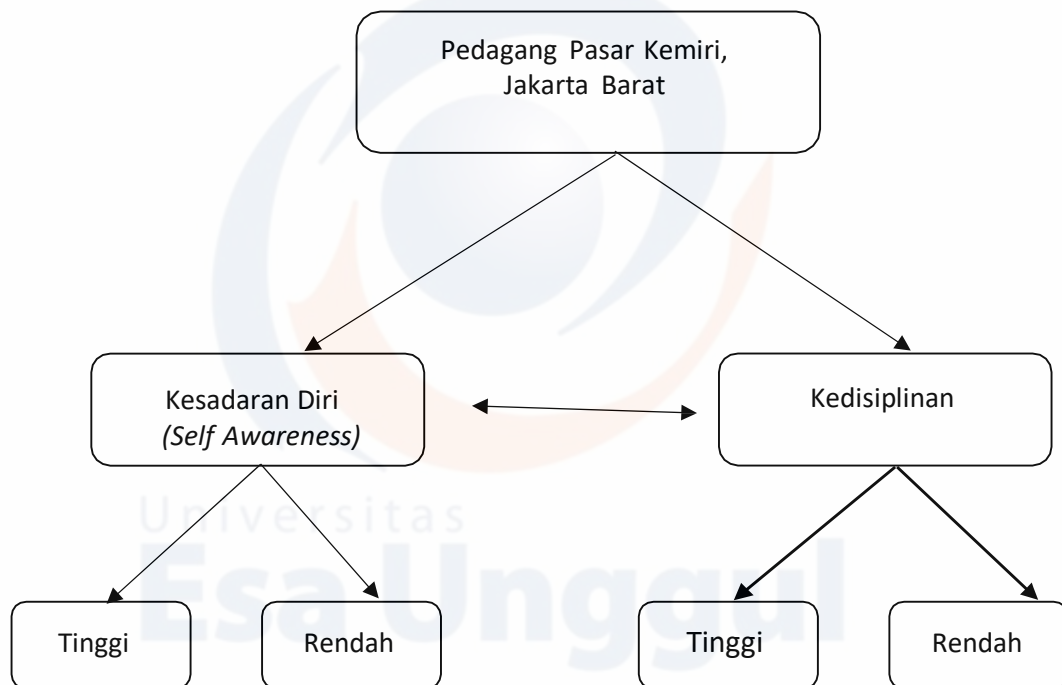 Pedagang Pasar Kemiri,
Jakarta Barat
Kesadaran Diri
(Self Awareness)
Kedisiplinan
Universitas
Esa Unggul
Tinggi
Rendah
Tinggi
Rendah